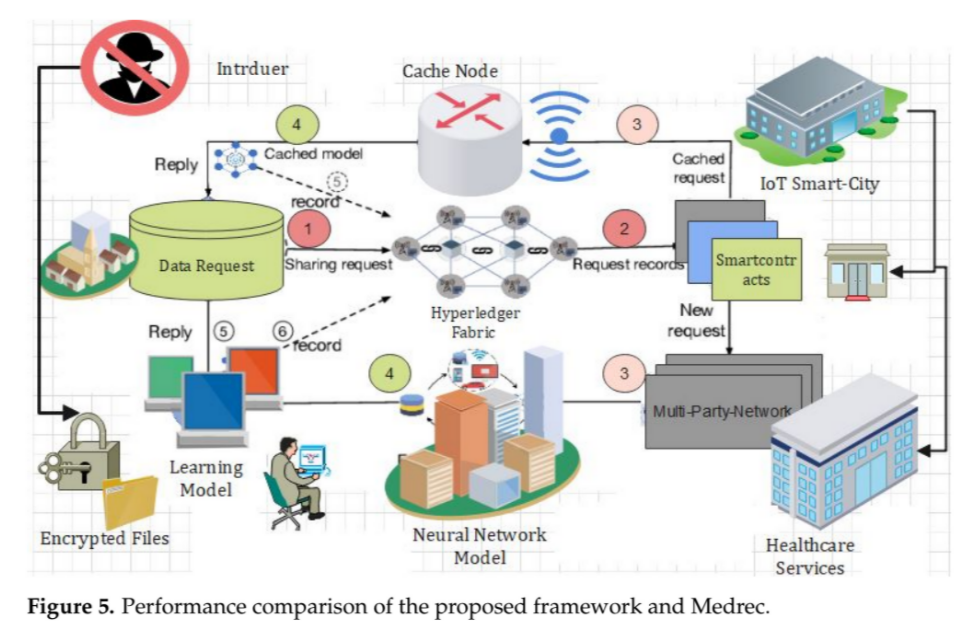 Intrduer
Cache Node
4
3
Cached model
Reply
Cached
request
IoT Smart-City
5
record
1
2
Data Request
Sharing request
Request records
Smartcontr
acts
Hyperledger
Fabric
New
request
Reply
5
6
record
4
3
Multi-Party-Network
Learning
Model
Encrypted Files
Neural Network
Model
Healthcare
Services
Figure 5. Performance comparison of the proposed framework and Medrec.